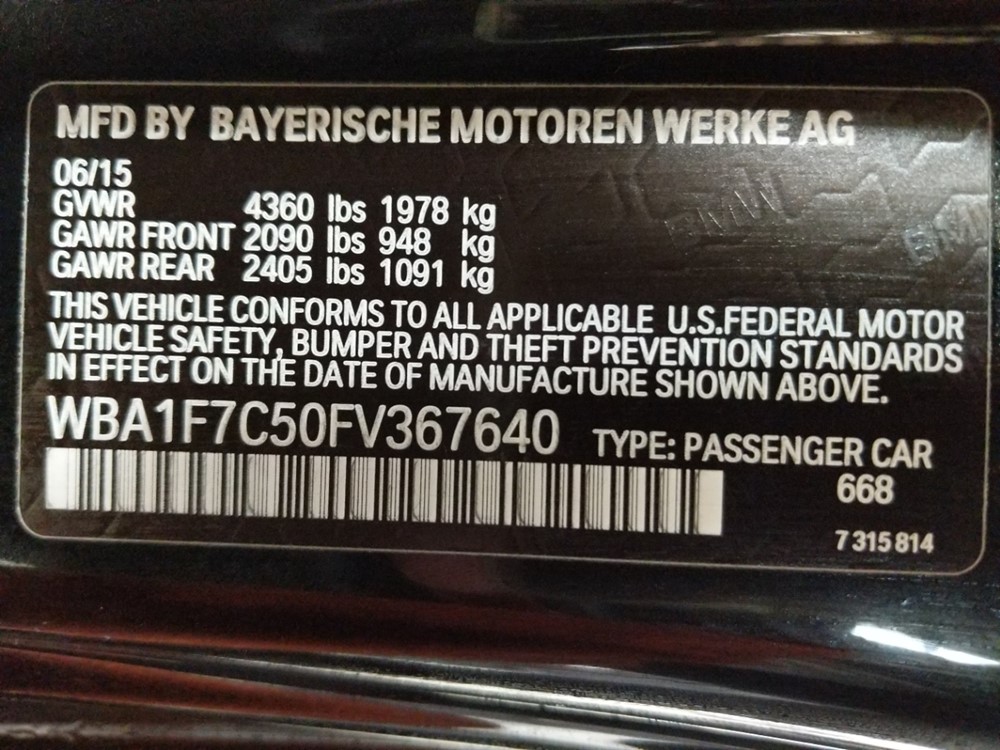 MFD BY BAYERISCHE MOTOREN WERKE AG
06/15
GVWR 4360 lbs 1978 kg
GAWR FRONT 2090 lbs 948 kg
GAWR REAR 2405 lbs 1091 kg
THIS VEHICLE CONFORMS TO ALL APPLICABLE U.S.FEDERAL MOTOR
VEHICLE SAFETY, BUMPER AND THEFT PREVENTION STANDARDS
IN EFFECT ON THE DATE OF MANUFACTURE SHOWN ABOVE.
WBA1F7C50FV367640 TYPE: PASSENGER CAR
668
7 315 814
BMW
BMW